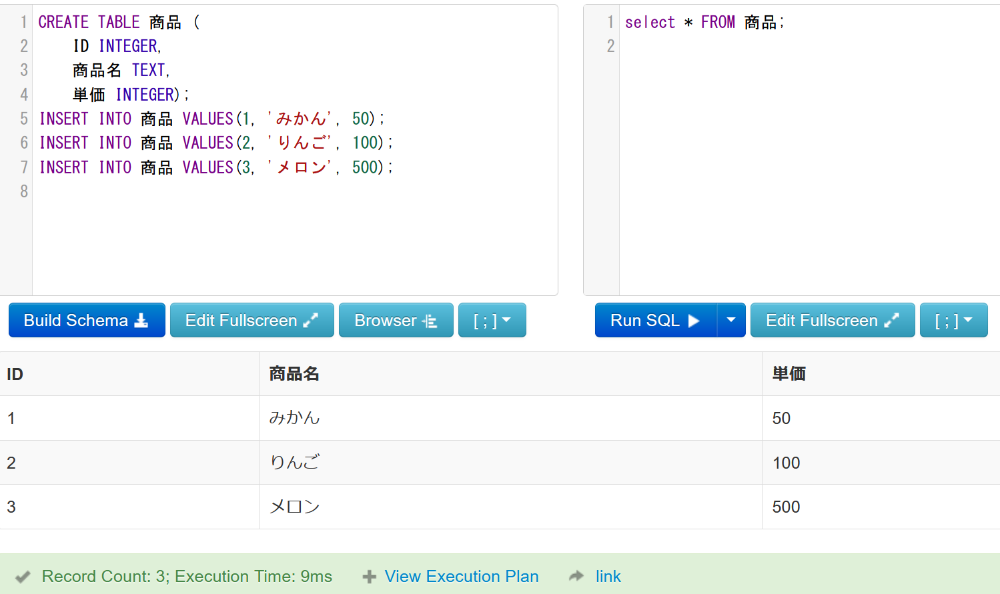 1 CREATE TABLE 商品 (
2 ID INTEGER,
3 商品名 TEXT,
4 単価 INTEGER);
5 INSERT INTO 商品 VALUES(1, 'みかん', 50);
6 INSERT INTO 商品 VALUES(2, 'りんご', 100);
7 INSERT INTO 商品 VALUES(3, 'メロン', 500);
8
1 select * FROM 商品;
2
Build Schema Edit Fullscreen Browser [ ; ]
Run SQL Edit Fullscreen [ ; ]
ID 商品名 単価
1 みかん 50
2 りんご 100
3 メロン 500
Record Count: 3; Execution Time: 9ms View Execution Plan link